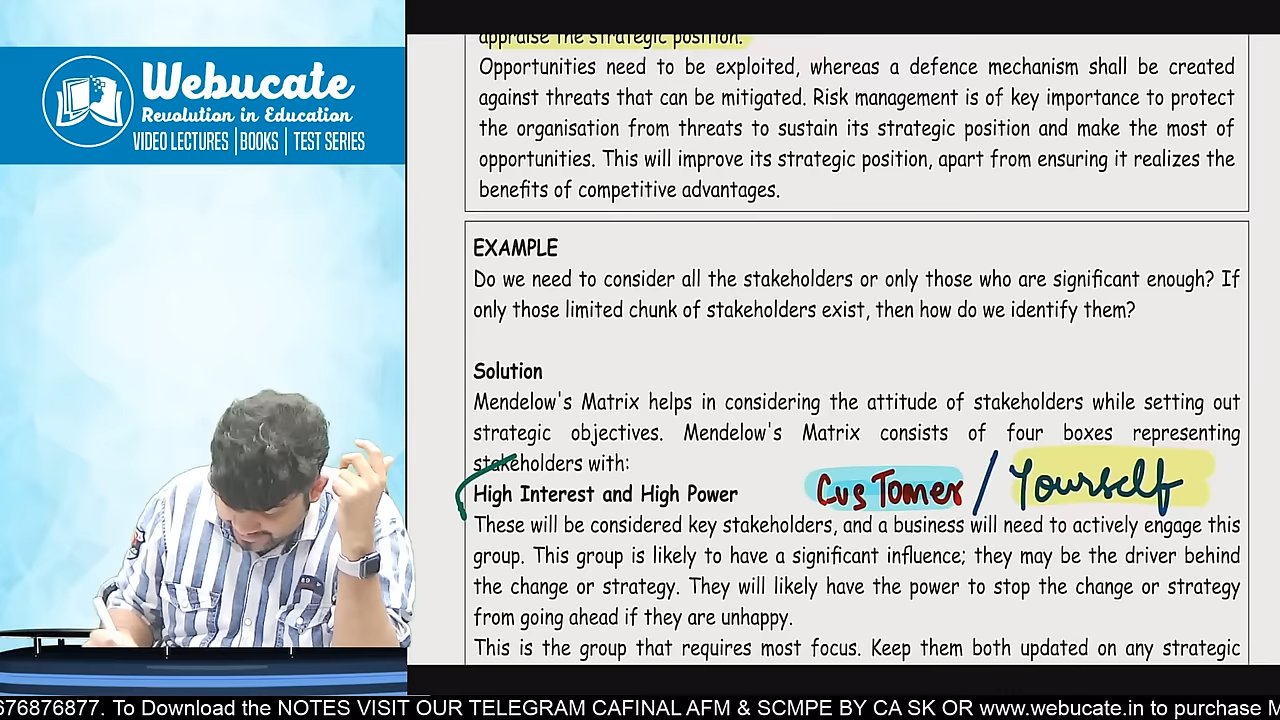 Webucate
Revolution in Education
VIDEO LECTURES | BOOKS | TEST SERIES
appraise the strategic position.
Opportunities need to be exploited, whereas a defence mechanism shall be created
against threats that can be mitigated. Risk management is of key importance to protect
the organisation from threats to sustain its strategic position and make the most of
opportunities. This will improve its strategic position, apart from ensuring it realizes the
benefits of competitive advantages.
EXAMPLE
Do we need to consider all the stakeholders or only those who are significant enough? If
only those limited chunk of stakeholders exist, then how do we identify them?
Solution
Mendelow's Matrix helps in considering the attitude of stakeholders while setting out
strategic objectives. Mendelow's Matrix consists of four boxes representing
stakeholders with:
High Interest and High Power
CusTomer / Yourself
These will be considered key stakeholders, and a business will need to actively engage this
group. This group is likely to have a significant influence; they may be the driver behind
the change or strategy. They will likely have the power to stop the change or strategy
from going ahead if they are unhappy.
This is the group that requires most focus. Keep them both updated on any strategic
676876877. To Download the NOTES VISIT OUR TELEGRAM CAFINAL AFM & SCMPE BY CA SK OR www.webucate.in to purchase M